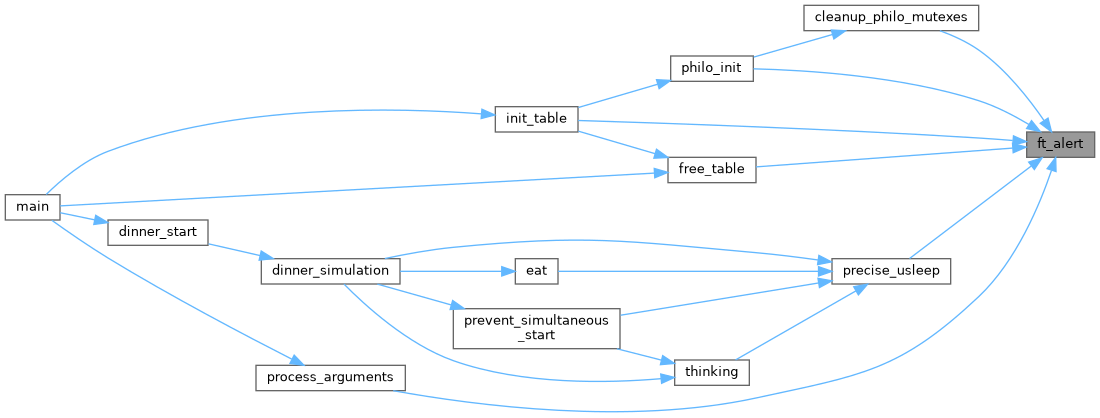 cleanup_philo_mutexes
philo_init
init_table
ft_alert
free_table
main
dinner_start
dinner_simulation
eat
precise_usleep
prevent_simultaneous
_start
thinking
process_arguments